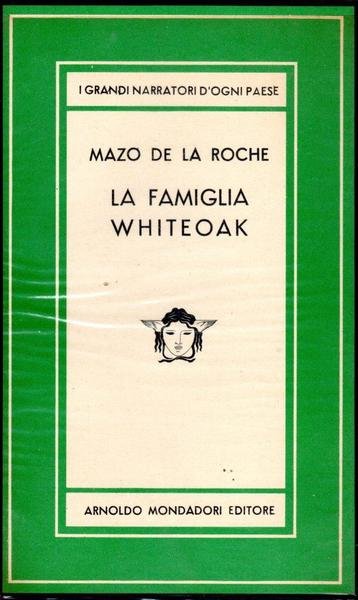 I GRANDI NARRATORI D'OGNI PAESE
MAZO DE LA ROCHE
LA FAMIGLIA
WHITEOAK
ARNOLDO MONDADORI EDITORE